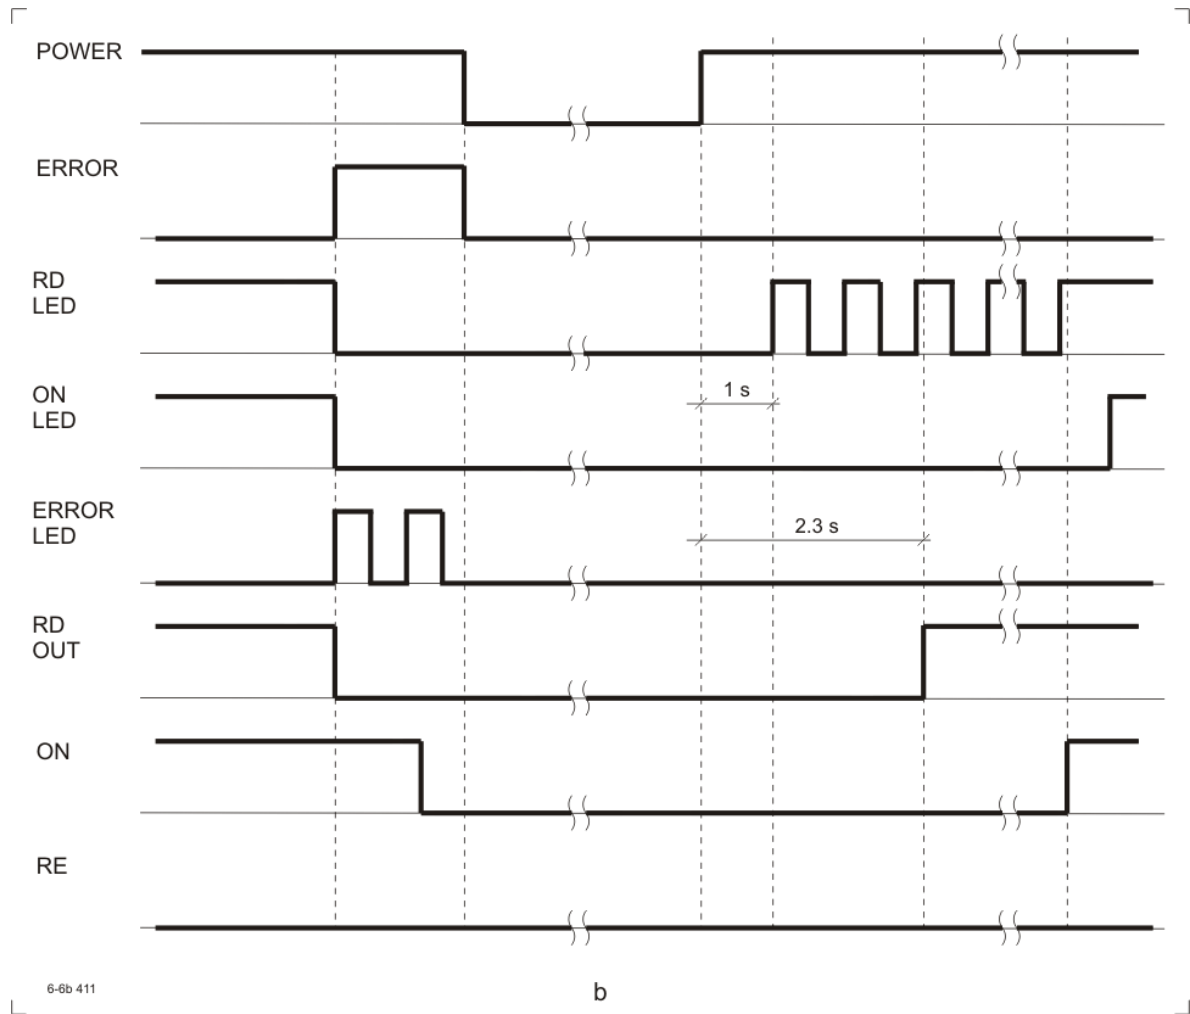 POWER
ERROR
RD
LED
ON
LED
1 s
ERROR
LED
2.3 s
RD
OUT
ON
RE
6-6b 411
b